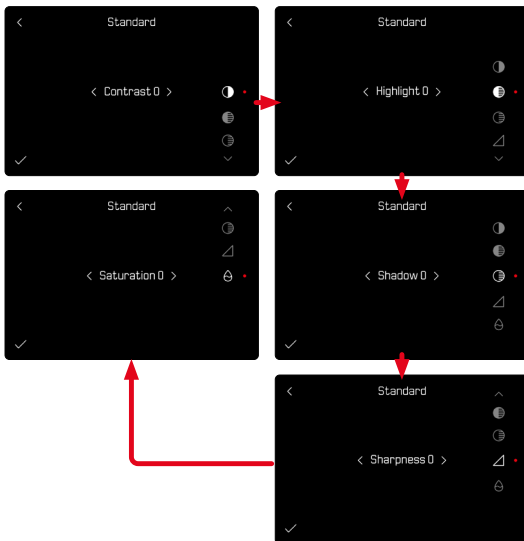 Standard
Contrast 0
Standard
Highlight 0
Standard
Shadow 0
Standard
Sharpness 0
Standard
Saturation 0